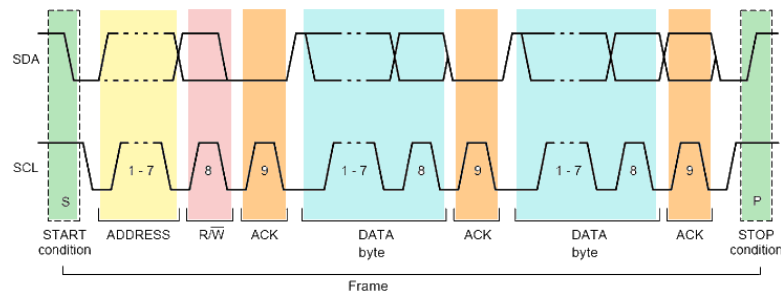 SDA
SCL
1 - 7
8
9
1 - 7
8
9
1 - 7
8
9
S
P
START
condition
ADDRESS
R/W̅
ACK
DATA
byte
ACK
DATA
byte
ACK
STOP
condition
Frame